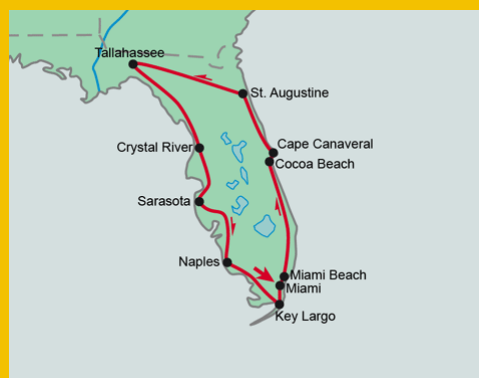 Tallahassee
St. Augustine
Crystal River
Cape Canaveral
Cocoa Beach
Sarasota
Naples
Miami Beach
Miami
Key Largo